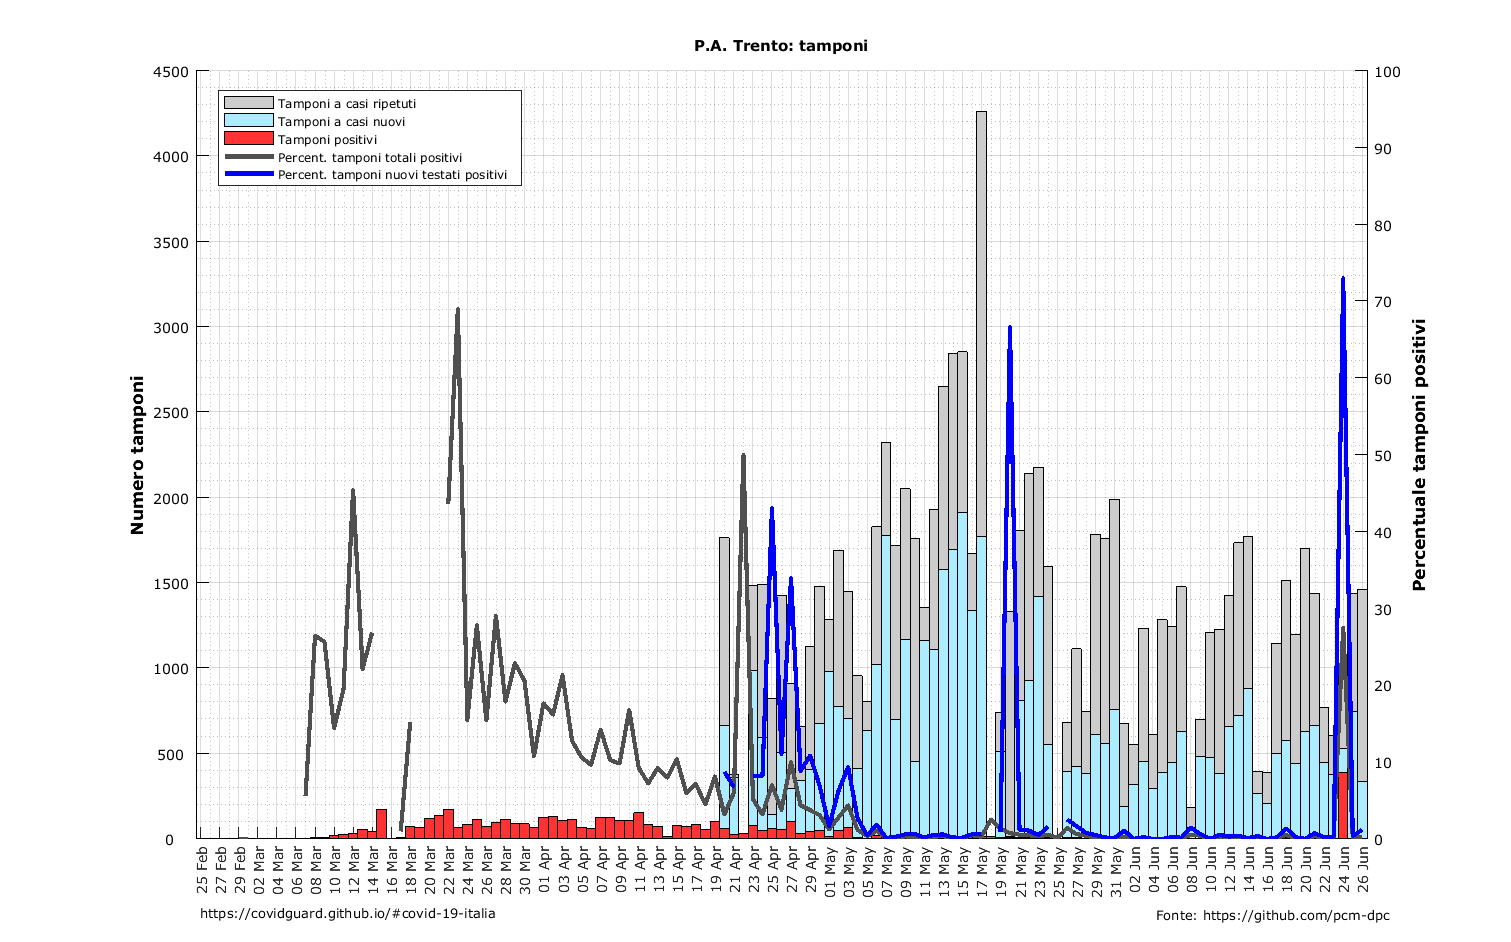 P.A. Trento: tamponi
Tamponi a casi ripetuti
Tamponi a casi nuovi
Tamponi positivi
Percent. tamponi totali positivi
Percent. tamponi nuovi testati positivi
Numero tamponi
4500
4000
3500
3000
2500
2000
1500
1000
500
0
Percentuale tamponi positivi
100
90
80
70
60
50
40
30
20
10
0
25 Feb
27 Feb
29 Feb
02 Mar
04 Mar
06 Mar
08 Mar
10 Mar
12 Mar
14 Mar
16 Mar
18 Mar
20 Mar
22 Mar
24 Mar
26 Mar
28 Mar
30 Mar
01 Apr
03 Apr
05 Apr
07 Apr
09 Apr
11 Apr
13 Apr
15 Apr
17 Apr
19 Apr
21 Apr
23 Apr
25 Apr
27 Apr
29 Apr
01 May
03 May
05 May
07 May
09 May
11 May
13 May
15 May
17 May
19 May
21 May
23 May
25 May
27 May
29 May
31 May
02 Jun
04 Jun
06 Jun
08 Jun
10 Jun
12 Jun
14 Jun
16 Jun
18 Jun
20 Jun
22 Jun
24 Jun
26 Jun
https://covidguard.github.io/#covid-19-italia
Fonte: https://github.com/pcm-dpc